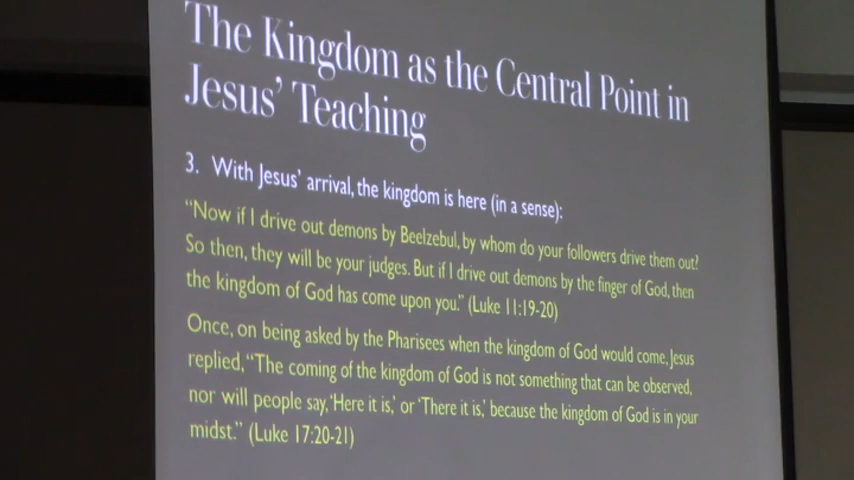 The Kingdom as the Central Point in
Jesus’ Teaching
3. With Jesus’ arrival, the kingdom is here (in a sense):
“Now if I drive out demons by Beelzebul, by whom do your followers drive them out?
So then, they will be your judges. But if I drive out demons by the finger of God, then
the kingdom of God has come upon you.” (Luke 11:19-20)
Once, on being asked by the Pharisees when the kingdom of God would come, Jesus
replied, “The coming of the kingdom of God is not something that can be observed,
nor will people say, ‘Here it is,’ or ‘There it is,’ because the kingdom of God is in your
midst.” (Luke 17:20-21)